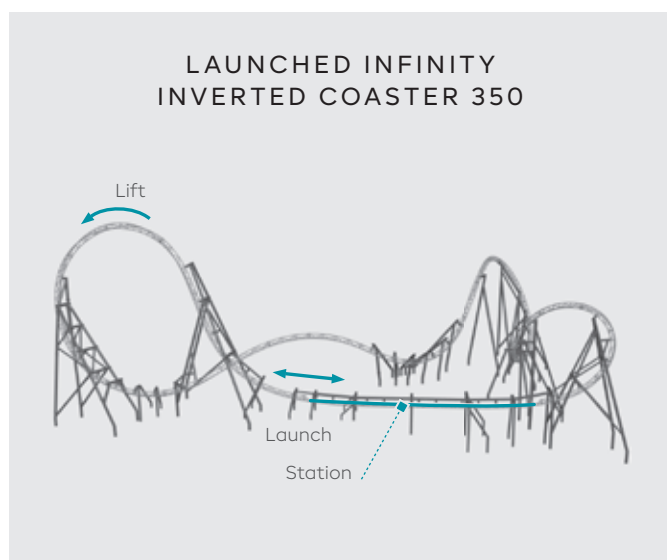 LAUNCHED INFINITY
INVERTED COASTER 350
Lift
Launch
Station